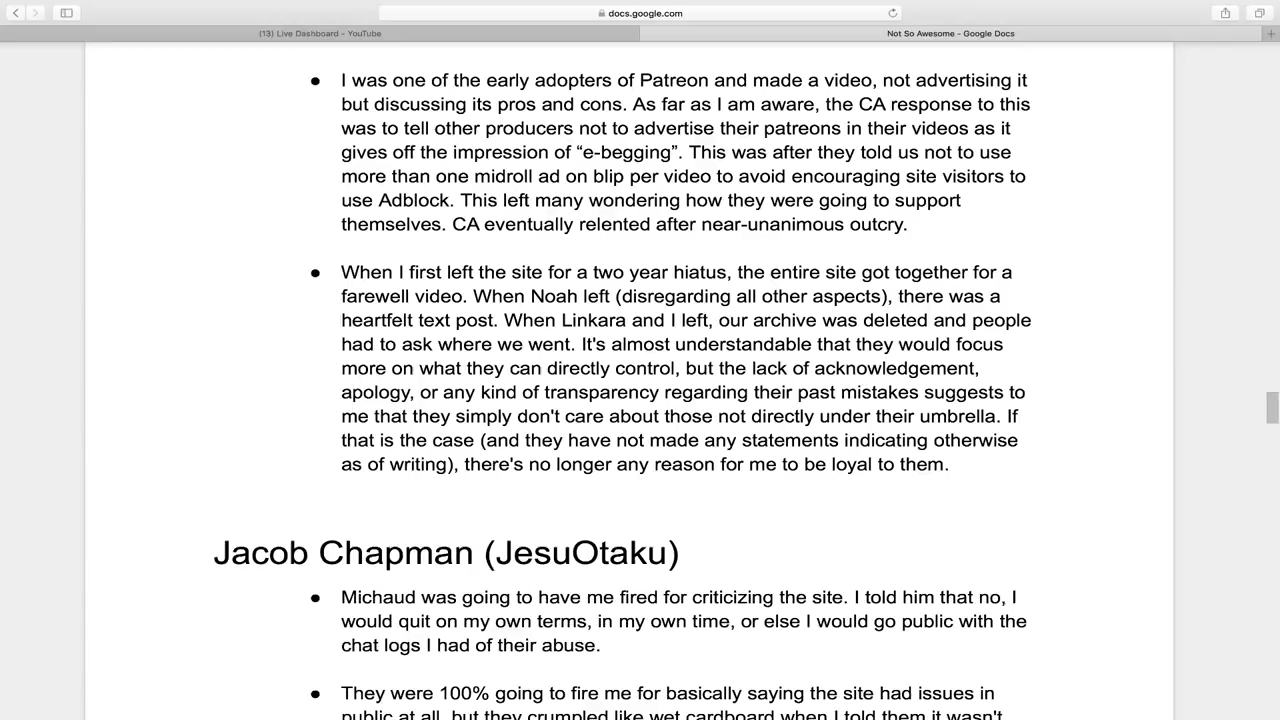 docs.google.com
(13) Live Dashboard - YouTube
Not So Awesome - Google Docs
● I was one of the early adopters of Patreon and made a video, not advertising it
but discussing its pros and cons. As far as I am aware, the CA response to this
was to tell other producers not to advertise their patreons in their videos as it
gives off the impression of “e-begging”. This was after they told us not to use
more than one midroll ad on blip per video to avoid encouraging site visitors to
use Adblock. This left many wondering how they were going to support
themselves. CA eventually relented after near-unanimous outcry.
● When I first left the site for a two year hiatus, the entire site got together for a
farewell video. When Noah left (disregarding all other aspects), there was a
heartfelt text post. When Linkara and I left, our archive was deleted and people
had to ask where we went. It's almost understandable that they would focus
more on what they can directly control, but the lack of acknowledgement,
apology, or any kind of transparency regarding their past mistakes suggests to
me that they simply don't care about those not directly under their umbrella. If
that is the case (and they have not made any statements indicating otherwise
as of writing), there's no longer any reason for me to be loyal to them.
Jacob Chapman (JesuOtaku)
● Michaud was going to have me fired for criticizing the site. I told him that no, I
would quit on my own terms, in my own time, or else I would go public with the
chat logs I had of their abuse.
● They were 100% going to fire me for basically saying the site had issues in
public at all, but they crumpled like wet cardboard when I told them it wasn't